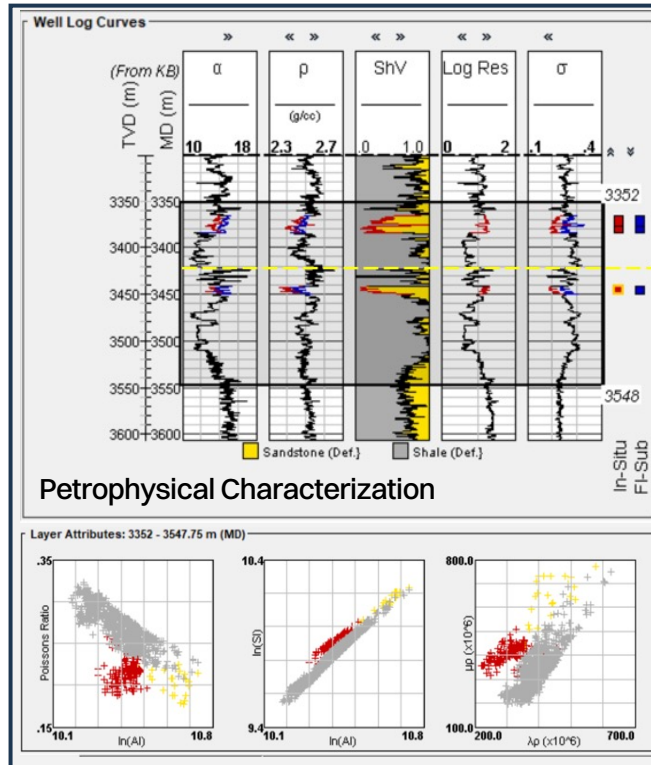 Well Log Curves
» « » « » « » «
(From KB) α ρ ShV Log Res σ
TVD (m) MD (m) (g/cc)
10 18 2.3 2.7 .0 1.0 0 2 .1 .4
3352
3350 3350
3400 3400
3450 3450
3500 3500
3550 3550
3548
3600 3600
Sandstone (Def.} Shale (Def.}
In-Situ
Fl-Sub
Petrophysical Characterization
Layer Attributes: 3352 - 3547.75 m (MD)
.35
Poissons Ratio
.15
10.1 ln(AI) 10.8
10.4
ln(SI)
9.4
10.1 ln(AI) 10.8
800.0
μρ (x10^6)
100.0
200.0 λρ (x10^6) 700.0